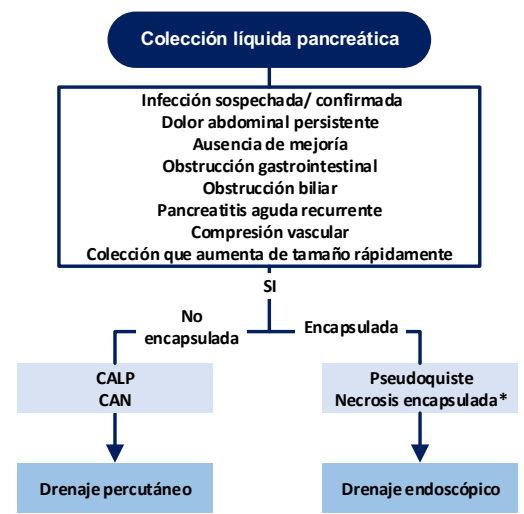 Colección líquida pancreática
Infección sospechada/ confirmada
Dolor abdominal persistente
Ausencia de mejoría
Obstrucción gastrointestinal
Obstrucción biliar
Pancreatitis aguda recurrente
Compresión vascular
Colección que aumenta de tamaño rápidamente
SI
No
encapsulada
Encapsulada
CALP
CAN
Pseudoquiste
Necrosis encapsulada*
Drenaje percutáneo
Drenaje endoscópico